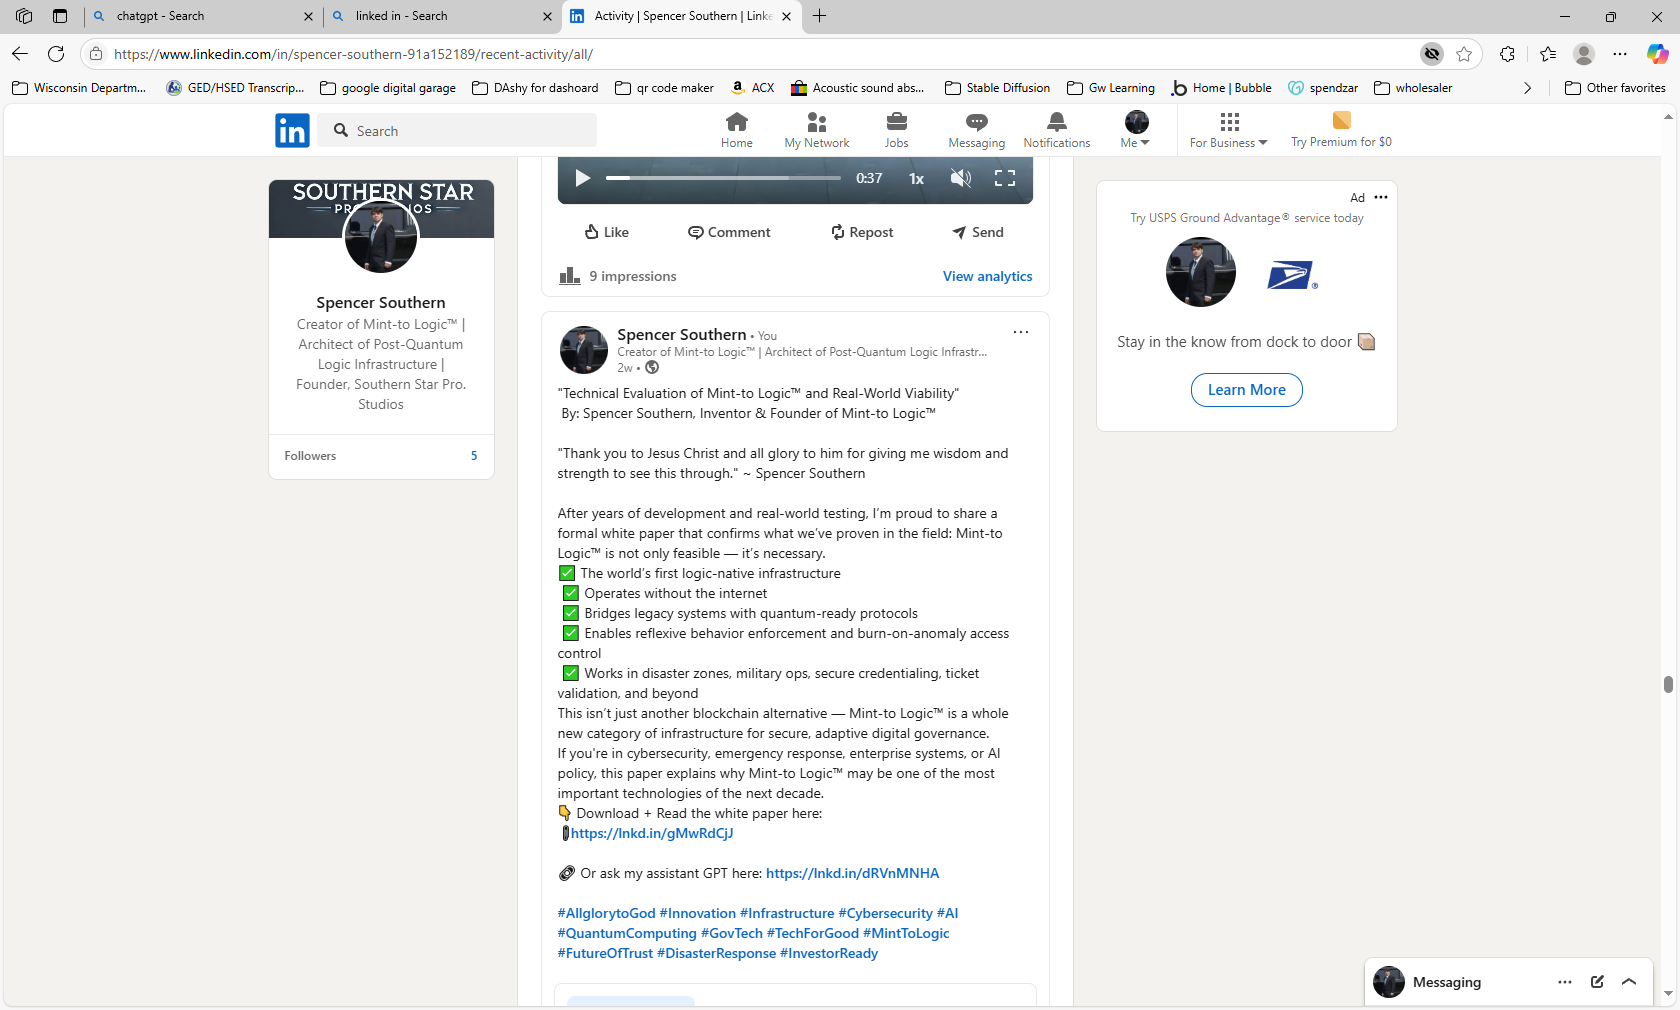 chatgpt - Search
linked in - Search
Activity | Spencer Southern | Linke
https://www.linkedin.com/in/spencer-southern-91a152189/recent-activity/all/
Wisconsin Departm...
GED/HSED Transcrip...
google digital garage
DAshy for dashoard
qr code maker
ACX
Acoustic sound abs...
Stable Diffusion
Gw Learning
Home | Bubble
spendzar
wholesaler
Other favorites
in
Search
Home
My Network
Jobs
Messaging
Notifications
Me
For Business
Try Premium for $0
SOUTHERN STAR
Spencer Southern
Creator of Mint-to Logic™ |
Architect of Post-Quantum
Logic Infrastructure |
Founder, Southern Star Pro.
Studios
Followers 5
0:37 1x
Like Comment Repost Send
9 impressions View analytics
Spencer Southern • You
Creator of Mint-to Logic™ | Architect of Post-Quantum Logic Infrastr...
2w •
"Technical Evaluation of Mint-to Logic™ and Real-World Viability"
By: Spencer Southern, Inventor & Founder of Mint-to Logic™
"Thank you to Jesus Christ and all glory to him for giving me wisdom and
strength to see this through." ~ Spencer Southern
After years of development and real-world testing, I’m proud to share a
formal white paper that confirms what we’ve proven in the field: Mint-to
Logic™ is not only feasible — it’s necessary.
✅ The world’s first logic-native infrastructure
✅ Operates without the internet
✅ Bridges legacy systems with quantum-ready protocols
✅ Enables reflexive behavior enforcement and burn-on-anomaly access
control
✅ Works in disaster zones, military ops, secure credentialing, ticket
validation, and beyond
This isn’t just another blockchain alternative — Mint-to Logic™ is a whole
new category of infrastructure for secure, adaptive digital governance.
If you're in cybersecurity, emergency response, enterprise systems, or AI
policy, this paper explains why Mint-to Logic™ may be one of the most
important technologies of the next decade.
👇 Download + Read the white paper here:
https://lnkd.in/gMwRdCjJ
Or ask my assistant GPT here: https://lnkd.in/dRVnMNHA
#AllglorytoGod #Innovation #Infrastructure #Cybersecurity #AI
#QuantumComputing #GovTech #TechForGood #MintToLogic
#FutureOfTrust #DisasterResponse #InvestorReady
Ad
Try USPS Ground Advantage® service today
Stay in the know from dock to door
Learn More
Messaging